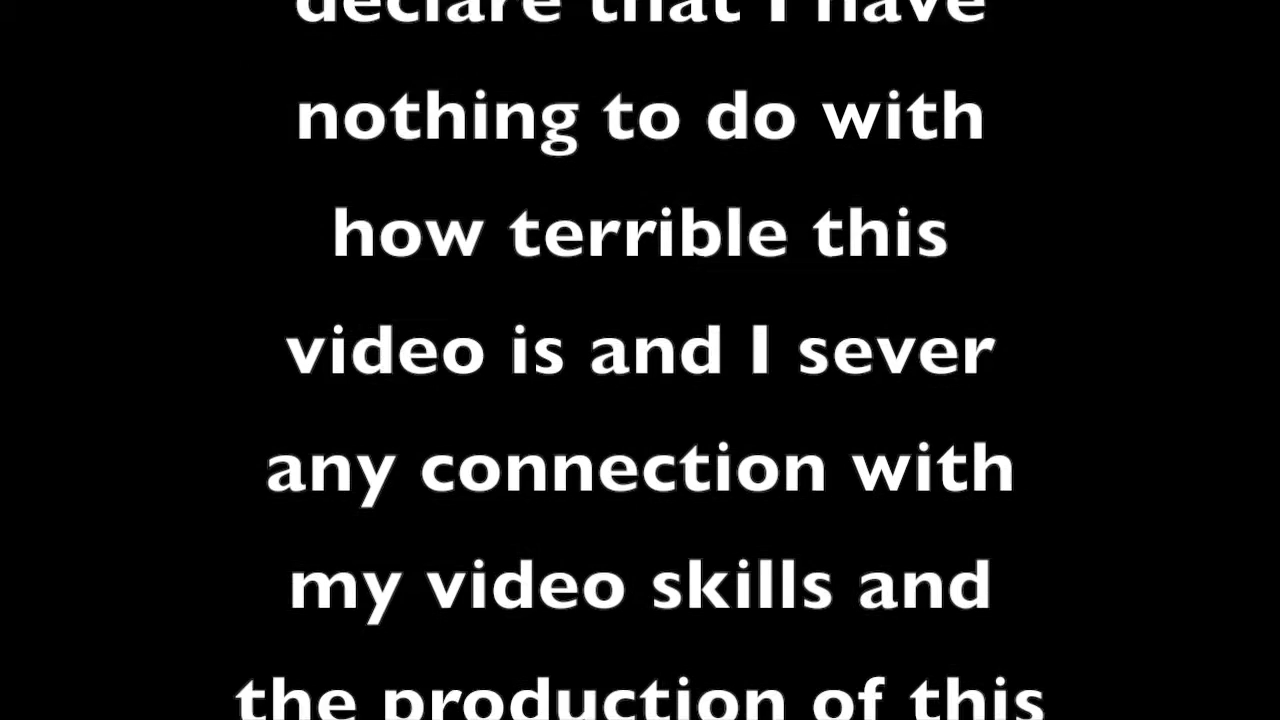 declare that I have
nothing to do with
how terrible this
video is and I sever
any connection with
my video skills and
the production of this